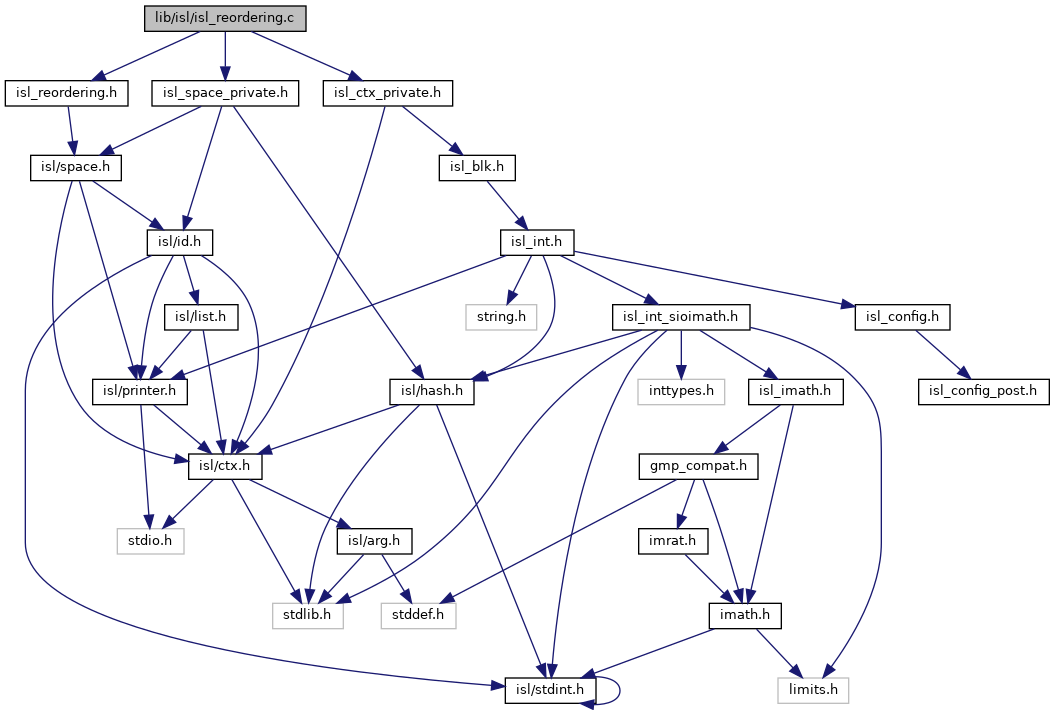 lib/isl/isl_reordering.c
isl_reordering.h
isl_space_private.h
isl_ctx_private.h
isl/space.h
isl_blk.h
isl/id.h
isl_int.h
isl/list.h
string.h
isl_int_sioimath.h
isl_config.h
isl/printer.h
isl/hash.h
inttypes.h
isl_imath.h
isl_config_post.h
isl/ctx.h
gmp_compat.h
stdio.h
isl/arg.h
imrat.h
stdlib.h
stddef.h
imath.h
isl/stdint.h
limits.h